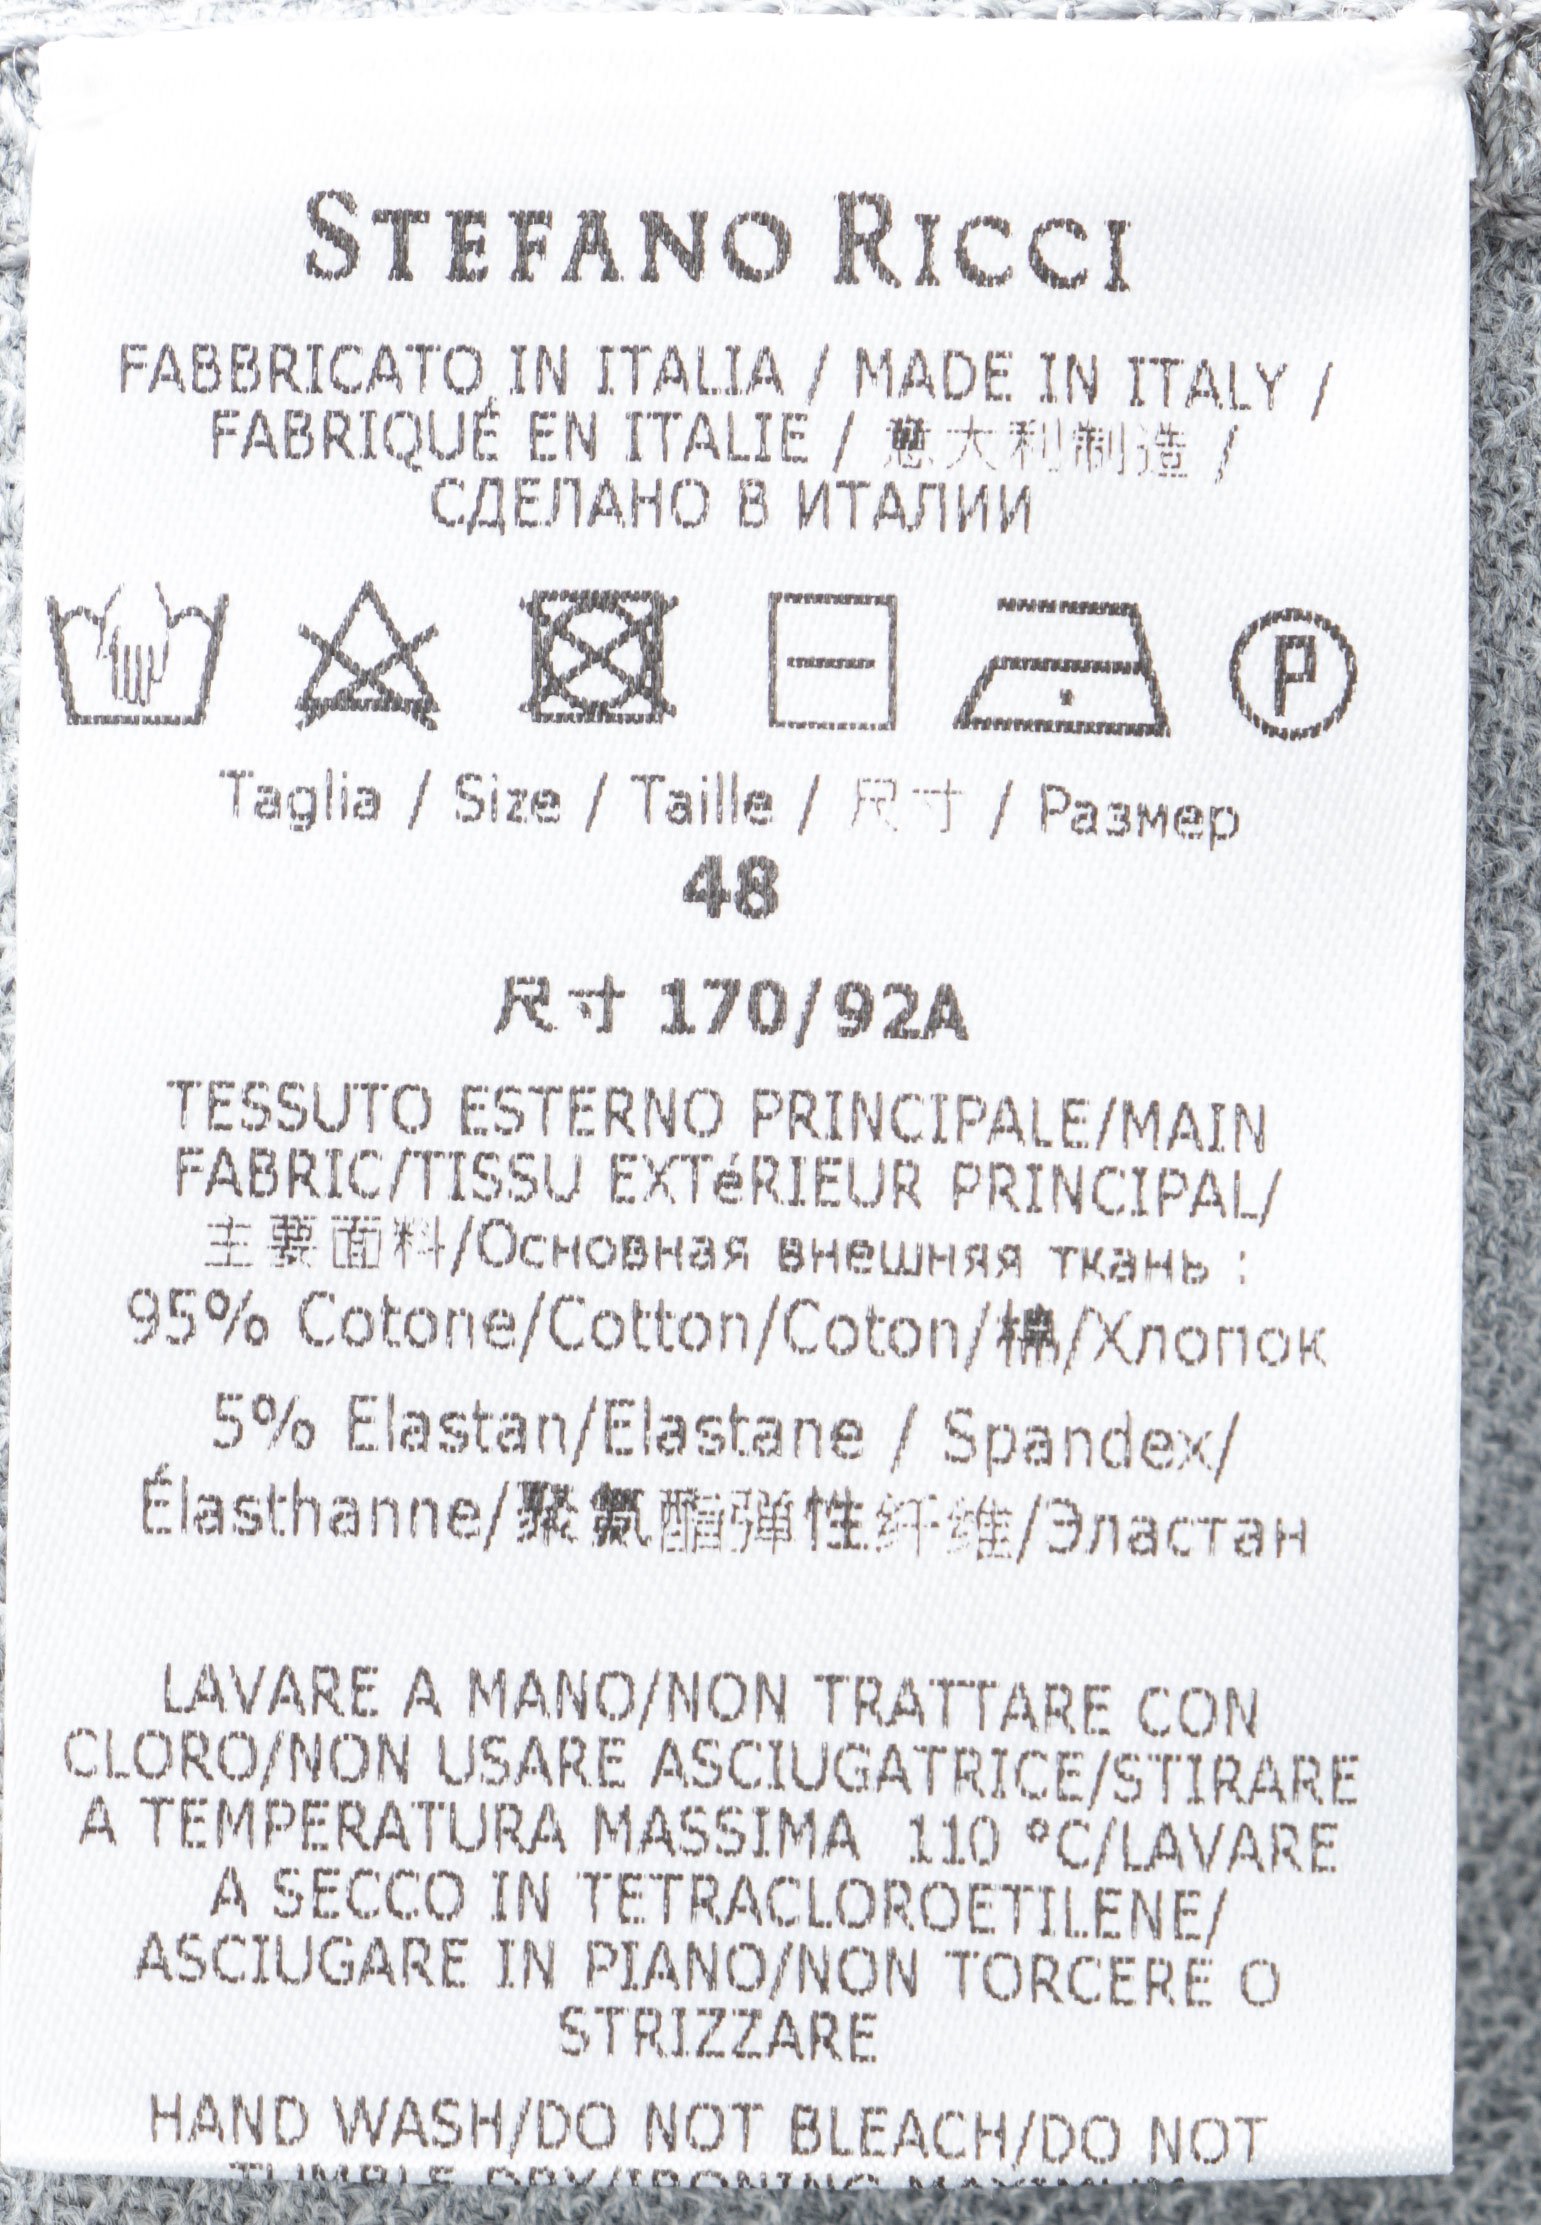 STEFANO RICCI
FABBRICATO IN ITALIA / MADE IN ITALY /
FABRIQUÉ EN ITALIE / 意大利制造 /
СДЕЛАНО В ИТАЛИИ
P
Taglia / Size / Taille / 尺寸 / Размер
48
尺寸 170/92A
TESSUTO ESTERNO PRINCIPALE/MAIN
FABRIC/TISSU EXTéRIEUR PRINCIPAL/
主要面料/Основная внешняя ткань :
95% Cotone/Cotton/Coton/棉/Хлопок
5% Elastan/Elastane / Spandex/
Élasthanne/聚氨酯弹性纤维/Эластан
LAVARE A MANO/NON TRATTARE CON
CLORO/NON USARE ASCIUGATRICE/STIRARE
A TEMPERATURA MASSIMA 110 °C/LAVARE
A SECCO IN TETRACLOROETILENE/
ASCIUGARE IN PIANO/NON TORCERE O
STRIZZARE
HAND WASH/DO NOT BLEACH/DO NOT
TUMBLE DRY/IRONING MAXIMUM